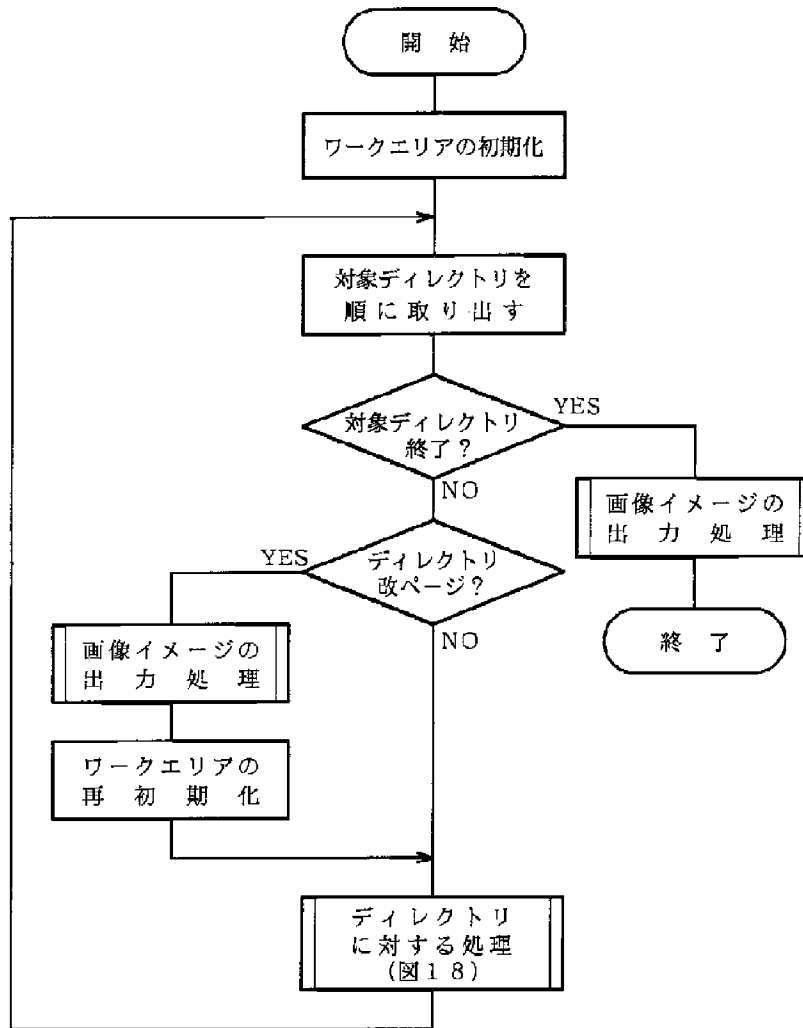 開始
ワークエリアの初期化
対象ディレクトリを
順に取り出す
対象ディレクトリ
終了?
YES
NO
画像イメージの
出力処理
終了
ディレクトリ
改ページ?
YES
NO
画像イメージの
出力処理
ワークエリアの
再初期化
ディレクトリ
に対する処理
(図18)